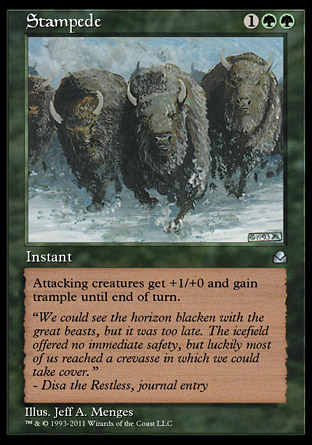 Stampede 1
©1993
Instant
Attacking creatures get +1/+0 and gain
trample until end of turn.
“We could see the horizon blacken with the
great beasts, but it was too late. The icefield
offered no immediate safety, but luckily most
of us reached a crevasse in which we could
take cover.”
- Disa the Restless, journal entry
Illus. Jeff A. Menges
™ & © 1993-2011 Wizards of the Coast LLC